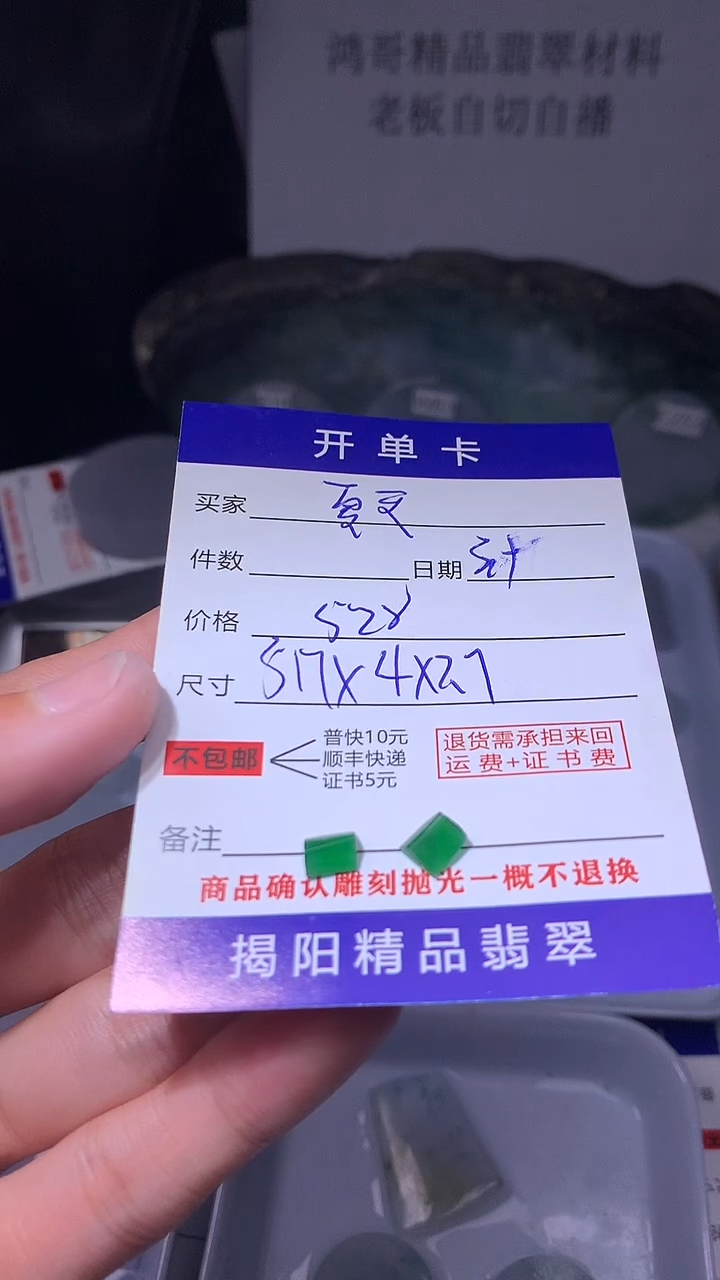 鸿哥精品翡翠材料
老板自切自播
开单卡
买家 夏文
件数 日期
价格 528
尺寸 517X4X2.7
不包邮
普快10元
顺丰快递
证书5元
退货需承担来回
运费+证书费
备注
商品确认雕刻抛光一概不退换
揭阳精品翡翠